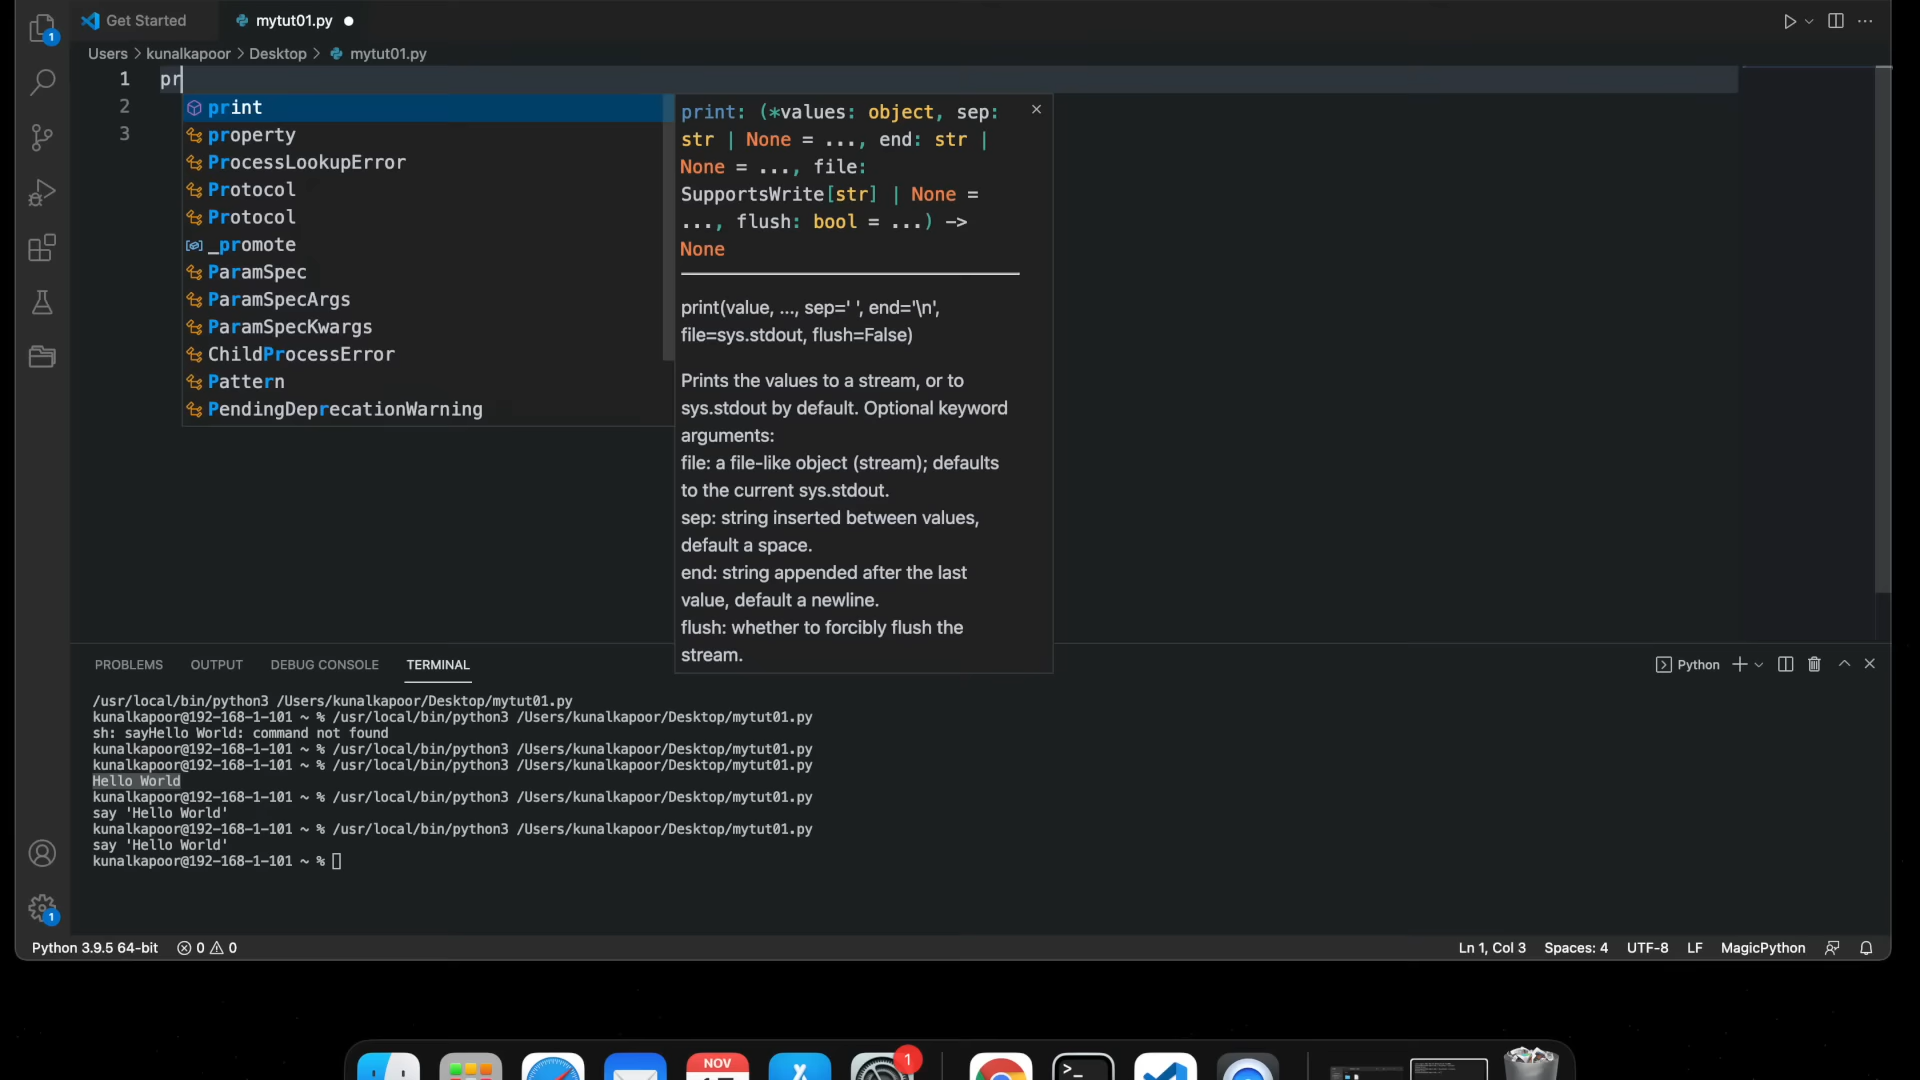 Get Started
mytut01.py
Users > kunalkapoor > Desktop > mytut01.py
1 pr
2
3
print
property
ProcessLookupError
Protocol
Protocol
_promote
ParamSpec
ParamSpecArgs
ParamSpecKwargs
ChildProcessError
Pattern
PendingDeprecationWarning
print: (*values: object, sep:
str | None = ..., end: str |
None = ..., file:
SupportsWrite[str] | None =
..., flush: bool = ...) ->
None
print(value, ..., sep=' ', end='\n',
file=sys.stdout, flush=False)
Prints the values to a stream, or to
sys.stdout by default. Optional keyword
arguments:
file: a file-like object (stream); defaults
to the current sys.stdout.
sep: string inserted between values,
default a space.
end: string appended after the last
value, default a newline.
flush: whether to forcibly flush the
stream.
PROBLEMS OUTPUT DEBUG CONSOLE TERMINAL
Python
/usr/local/bin/python3 /Users/kunalkapoor/Desktop/mytut01.py
kunalkapoor@192-168-1-101 ~ % /usr/local/bin/python3 /Users/kunalkapoor/Desktop/mytut01.py
sh: sayHello World: command not found
kunalkapoor@192-168-1-101 ~ % /usr/local/bin/python3 /Users/kunalkapoor/Desktop/mytut01.py
kunalkapoor@192-168-1-101 ~ % /usr/local/bin/python3 /Users/kunalkapoor/Desktop/mytut01.py
Hello World
kunalkapoor@192-168-1-101 ~ % /usr/local/bin/python3 /Users/kunalkapoor/Desktop/mytut01.py
say 'Hello World'
kunalkapoor@192-168-1-101 ~ % /usr/local/bin/python3 /Users/kunalkapoor/Desktop/mytut01.py
say 'Hello World'
kunalkapoor@192-168-1-101 ~ %
1
1
Python 3.9.5 64-bit 0 0
Ln 1, Col 3 Spaces: 4 UTF-8 LF MagicPython
NOV
1